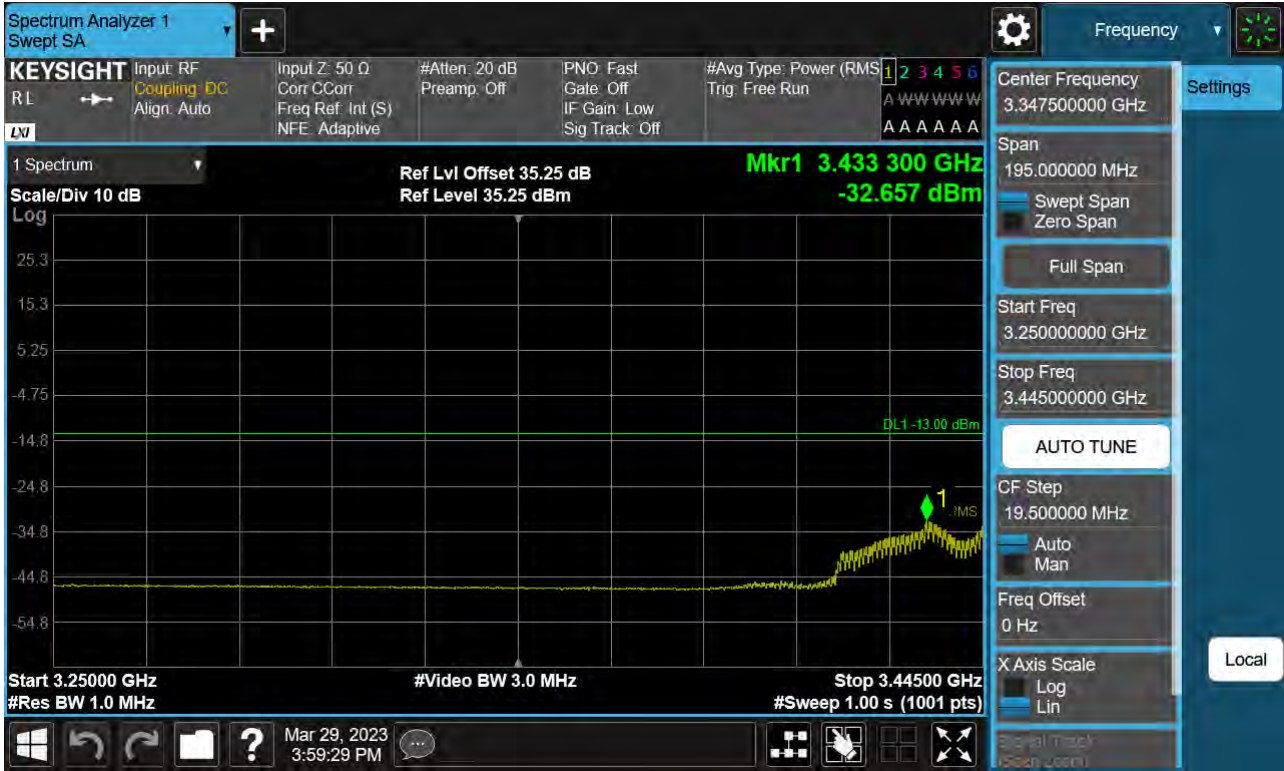 Spectrum Analyzer 1
Swept SA
+
Frequency
KEYSIGHT
RL
LXI
Input: RF
Coupling: DC
Align: Auto
Input Z: 50 Ω
Corr CCorr
Freq Ref: Int (S)
NFE: Adaptive
#Atten: 20 dB
Preamp: Off
PNO: Fast
Gate: Off
IF Gain: Low
Sig Track: Off
#Avg Type: Power (RMS
Trig: Free Run
1 2 3 4 5 6
A W W W W W
A A A A A A
1 Spectrum
Scale/Div 10 dB
Log
Ref Lvl Offset 35.25 dB
Ref Level 35.25 dBm
Mkr1 3.433 300 GHz
-32.657 dBm
25.3
15.3
5.25
-4.75
-14.8
-24.8
-34.8
-44.8
-54.8
DL1 -13.00 dBm
1
Start 3.25000 GHz
#Res BW 1.0 MHz
#Video BW 3.0 MHz
Stop 3.44500 GHz
#Sweep 1.00 s (1001 pts)
Center Frequency
3.347500000 GHz
Span
195.000000 MHz
Swept Span
Zero Span
Full Span
Start Freq
3.250000000 GHz
Stop Freq
3.445000000 GHz
AUTO TUNE
CF Step
19.500000 MHz
Auto
Man
Freq Offset
0 Hz
X Axis Scale
Log
Lin
Signal Track
(Span Zoom)
Settings
Local
?
Mar 29, 2023
3:59:29 PM